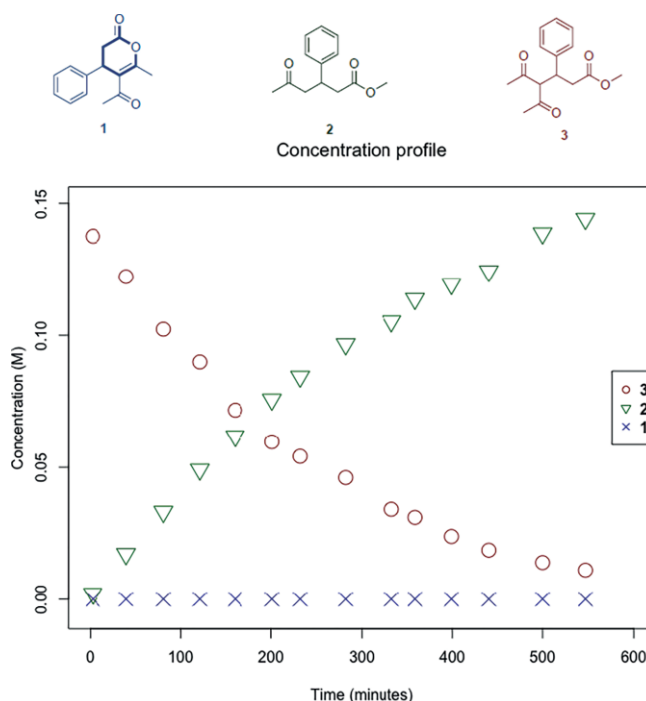 O
O
O
1
O
O
O
2
O
O
O
O
3
Concentration profile
0.15
0.10
0.05
0.00
Concentration (M)
3
2
1
0
100
200
300
400
500
600
Time (minutes)